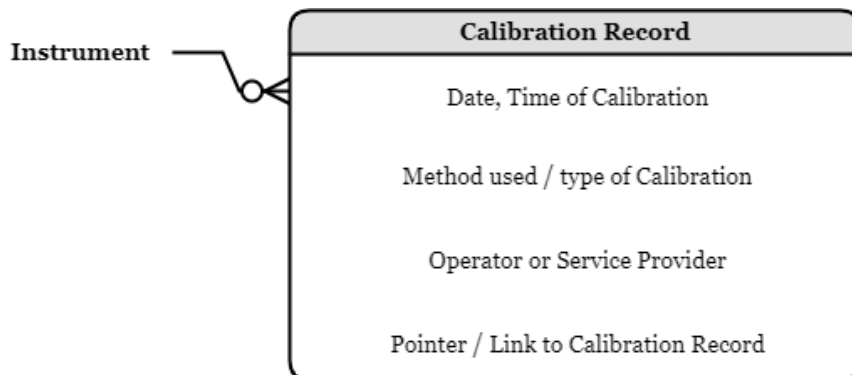 Calibration Record
Instrument
Date, Time of Calibration
Method used / type of Calibration
Operator or Service Provider
Pointer / Link to Calibration Record